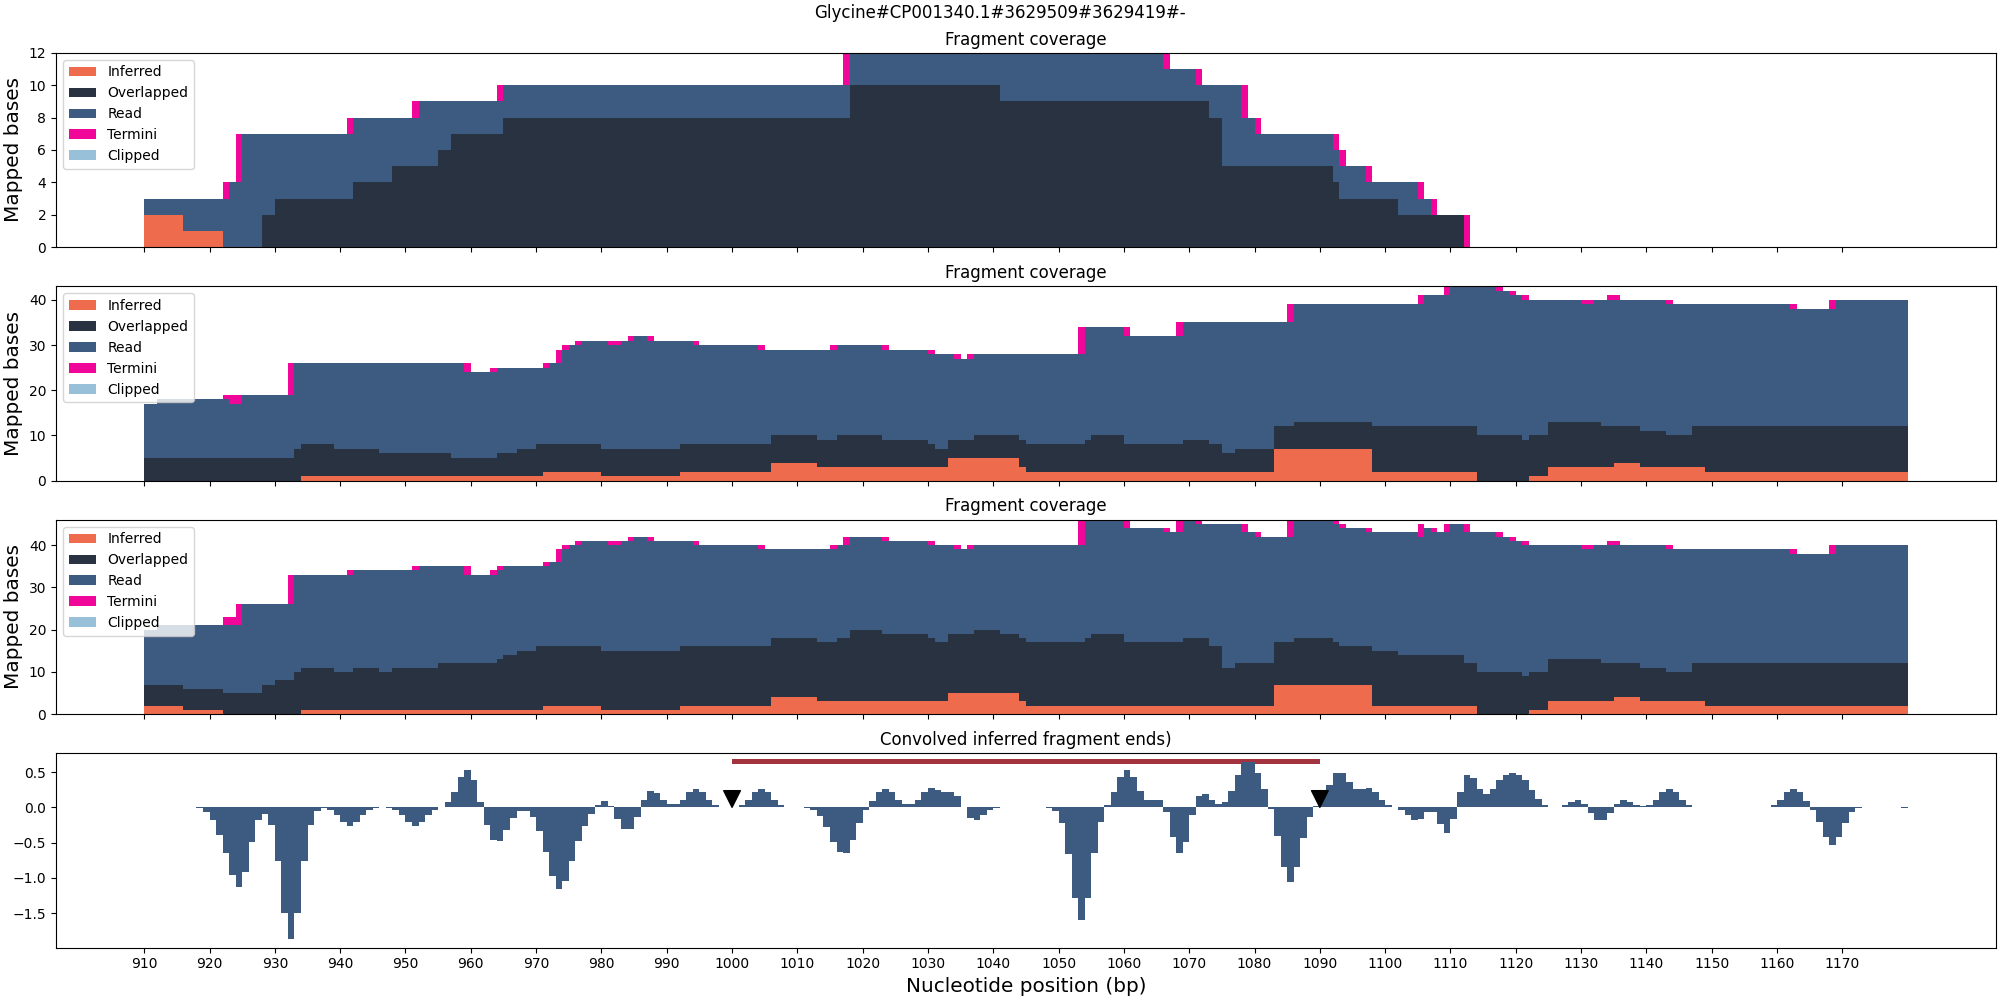 Glycine#CP001340.1#3629509#3629419#-
Fragment coverage
Mapped bases
12
10
8
6
4
2
0
Inferred
Overlapped
Read
Termini
Clipped
Fragment coverage
Mapped bases
40
30
20
10
0
Inferred
Overlapped
Read
Termini
Clipped
Fragment coverage
Mapped bases
40
30
20
10
0
Inferred
Overlapped
Read
Termini
Clipped
Convolved inferred fragment ends)
0.5
0.0
−0.5
−1.0
−1.5
910 920 930 940 950 960 970 980 990 1000 1010 1020 1030 1040 1050 1060 1070 1080 1090 1100 1110 1120 1130 1140 1150 1160 1170
Nucleotide position (bp)